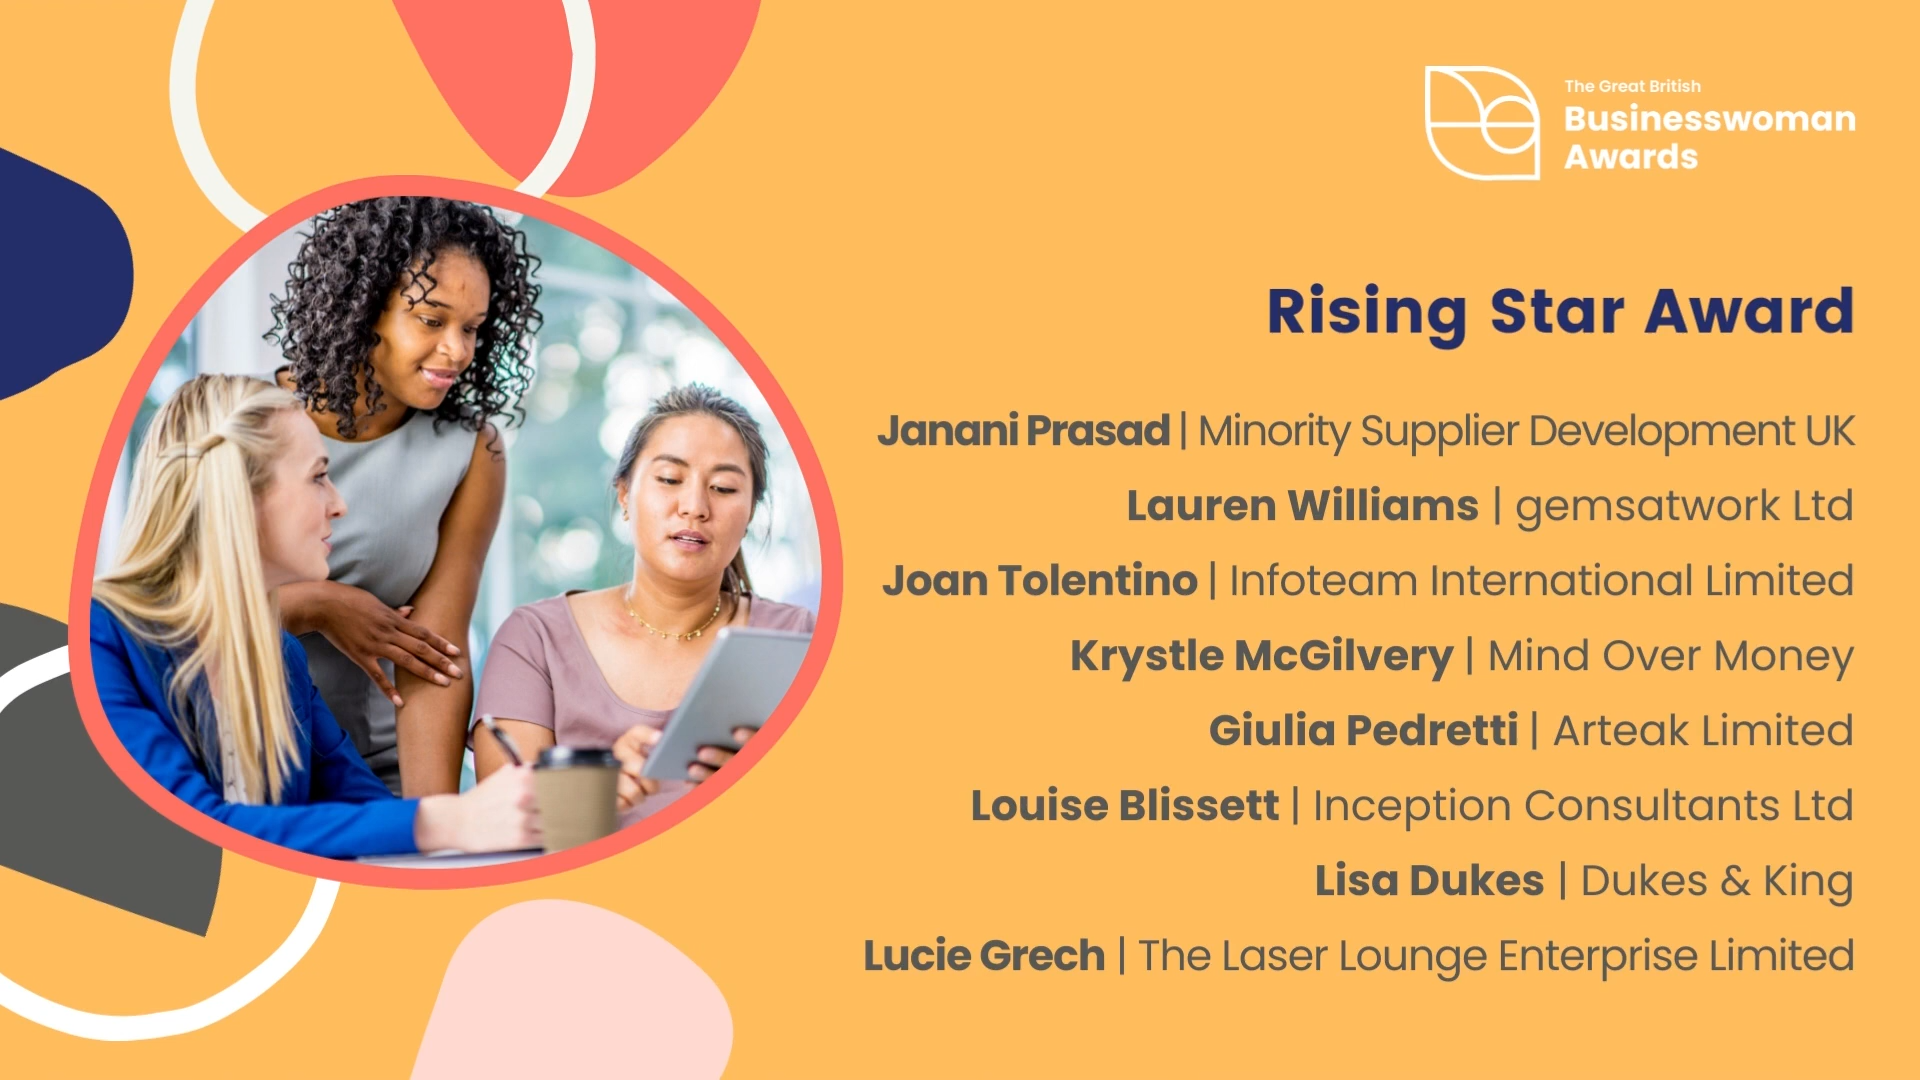 The Great British
Businesswoman
Awards
Rising Star Award
Janani Prasad | Minority Supplier Development UK
Lauren Williams | gemsatwork Ltd
Joan Tolentino | Infoteam International Limited
Krystle McGilvery | Mind Over Money
Giulia Pedretti | Arteak Limited
Louise Blissett | Inception Consultants Ltd
Lisa Dukes | Dukes & King
Lucie Grech | The Laser Lounge Enterprise Limited